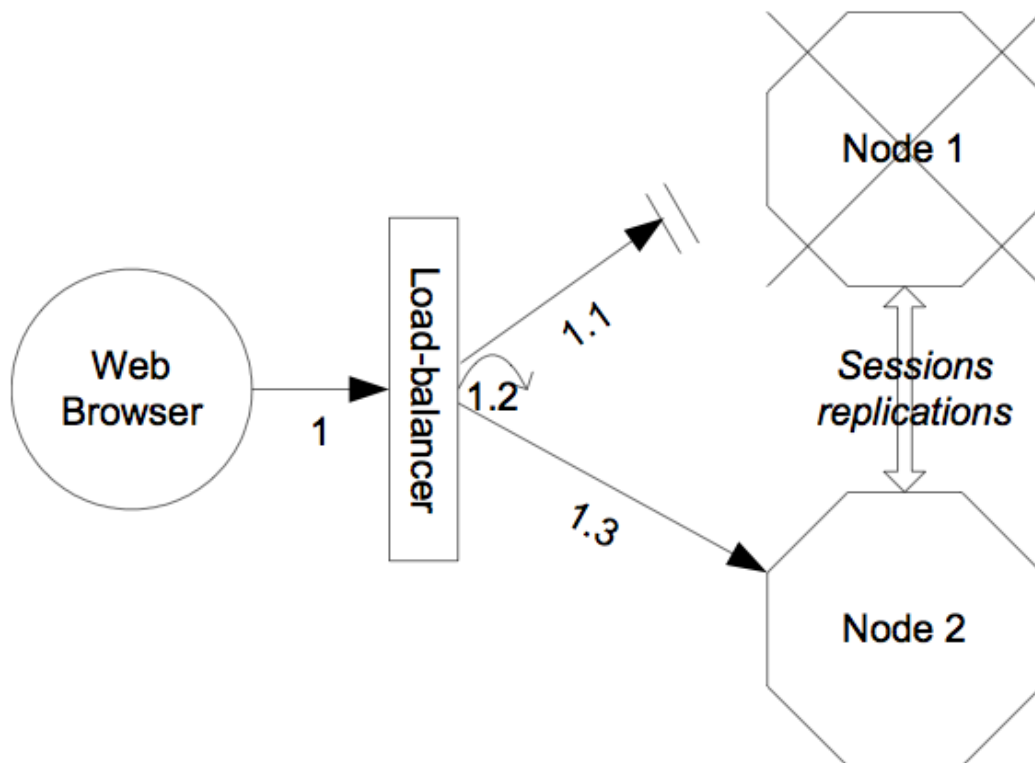 Node 1
1.1
Load-balancer
Web
Browser
1
1.2
Sessions
replications
1.3
Node 2